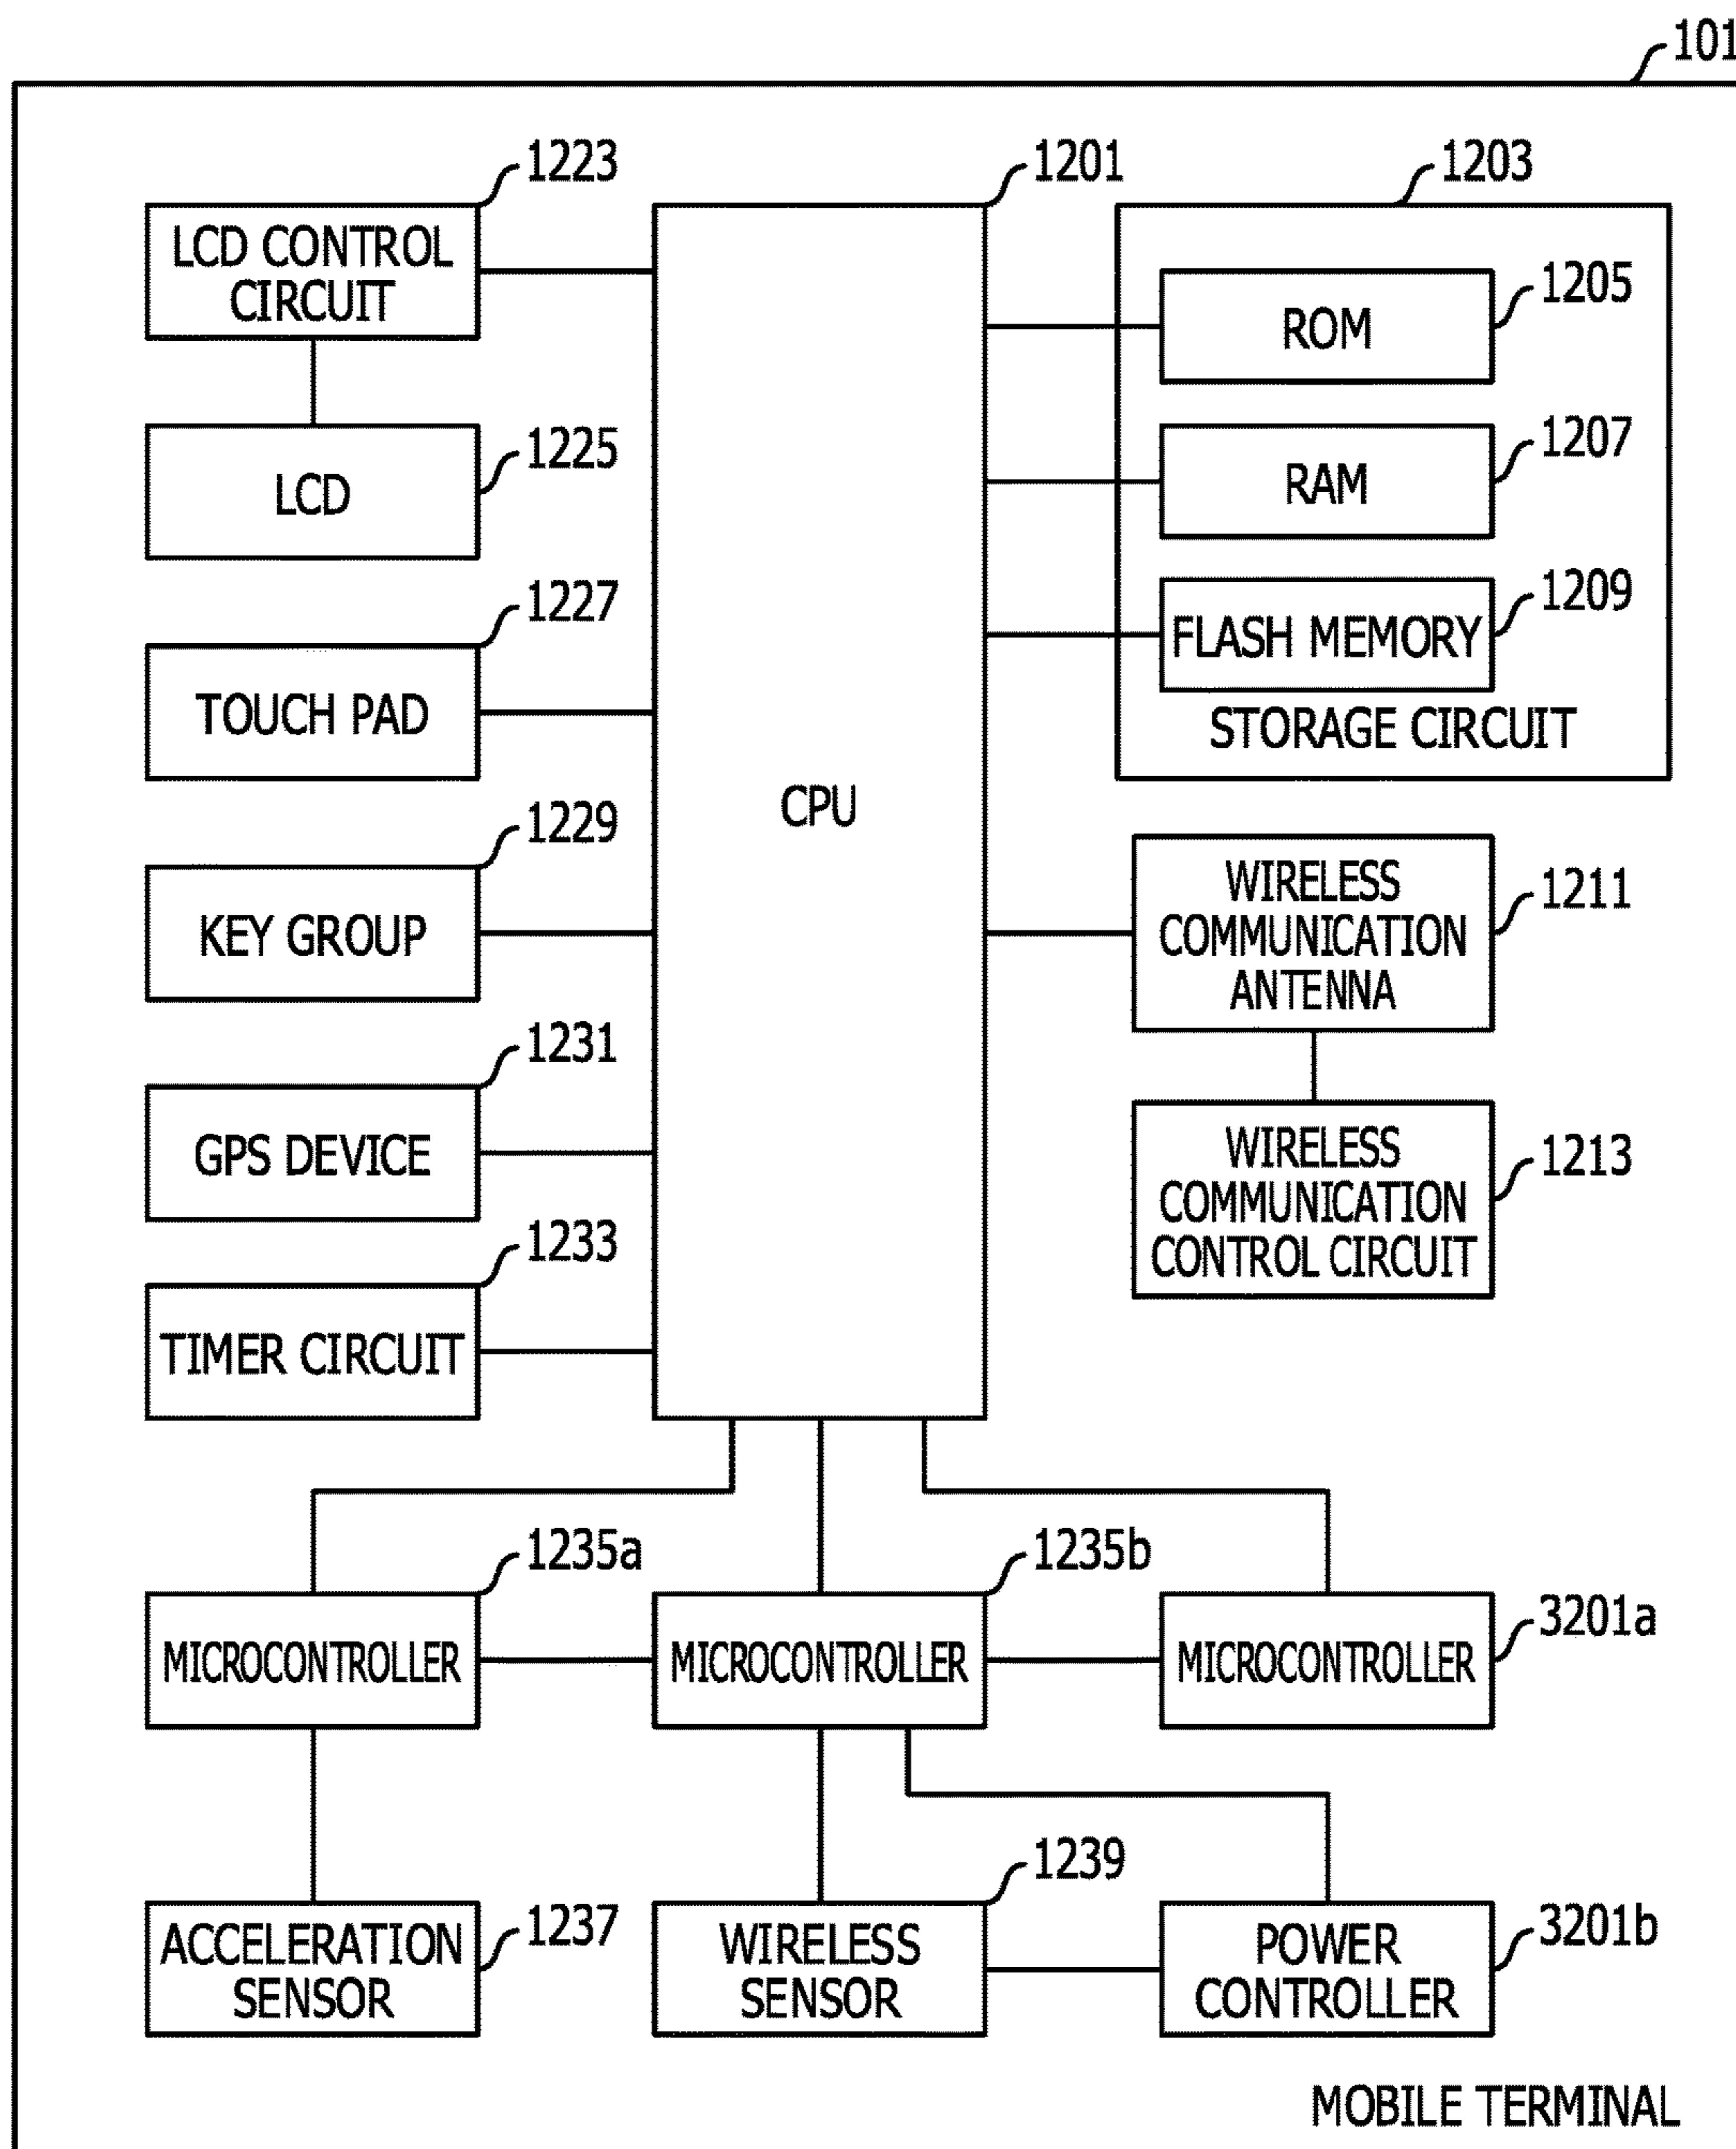 101
1223
1201
1203
LCD CONTROL
CIRCUIT
1205
ROM
1225
LCD
1207
RAM
1227
TOUCH PAD
1209
FLASH MEMORY
STORAGE CIRCUIT
CPU
1229
KEY GROUP
WIRELESS
COMMUNICATION
ANTENNA
1211
1231
GPS DEVICE
WIRELESS
COMMUNICATION
CONTROL CIRCUIT
1213
1233
TIMER CIRCUIT
1235a
MICROCONTROLLER
1235b
MICROCONTROLLER
3201a
MICROCONTROLLER
1237
ACCELERATION
SENSOR
1239
WIRELESS
SENSOR
3201b
POWER
CONTROLLER
MOBILE TERMINAL